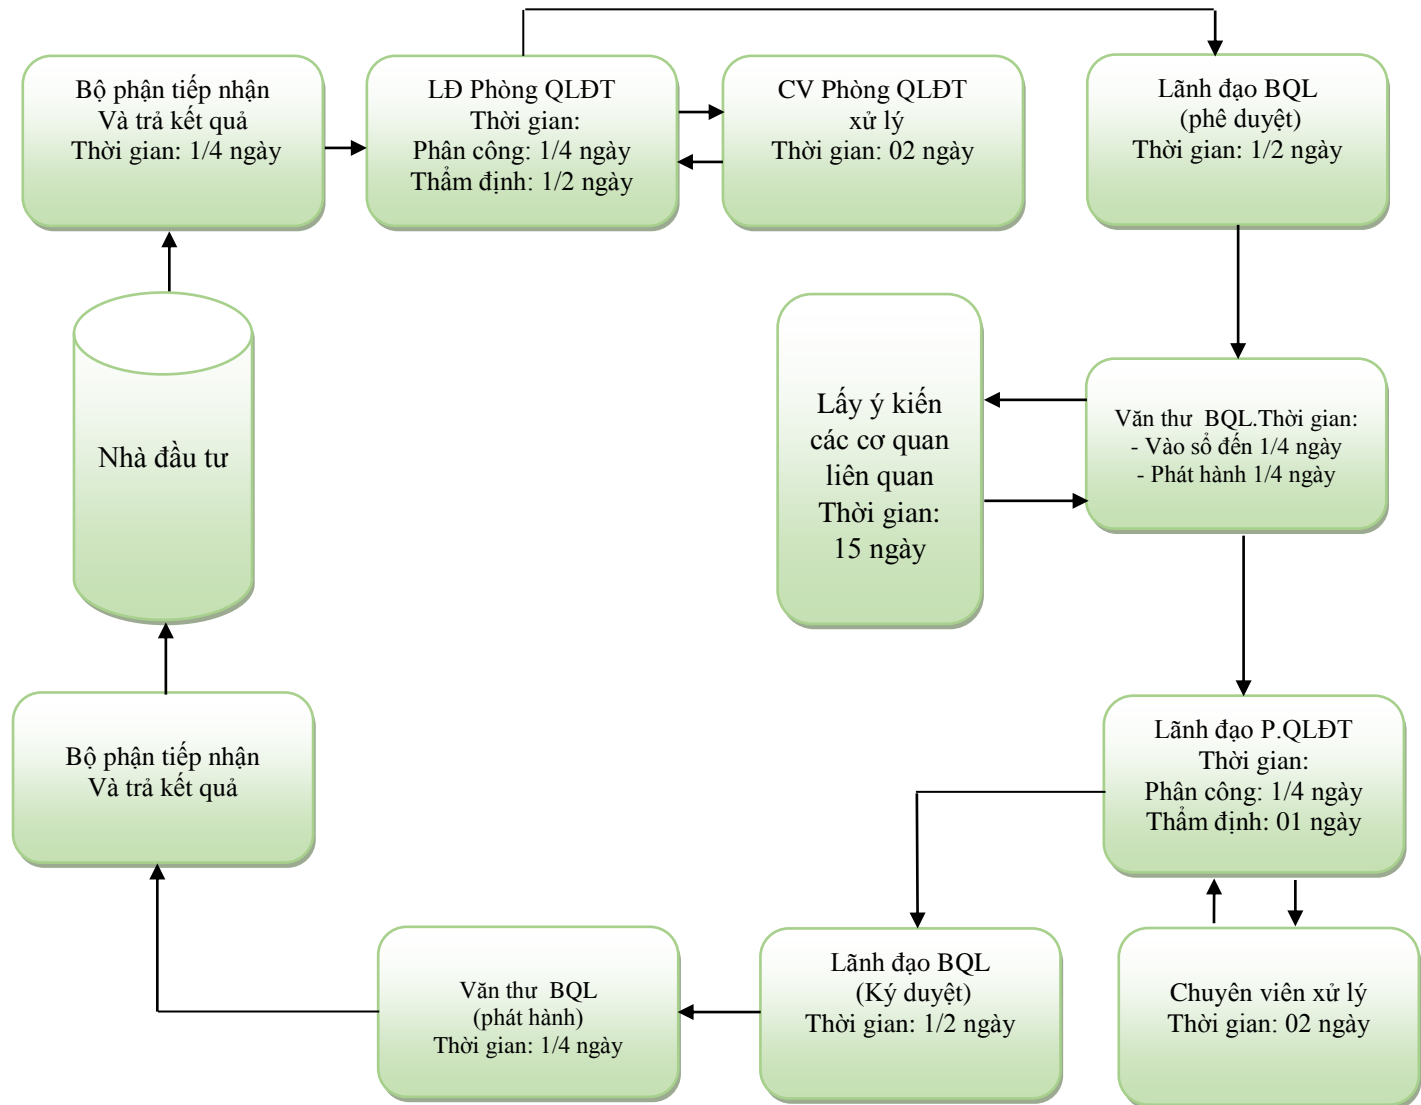 Bộ phận tiếp nhận
Và trả kết quả
Thời gian: 1/4 ngày
LĐ Phòng QLĐT
Thời gian:
Phân công: 1/4 ngày
Thẩm định: 1/2 ngày
CV Phòng QLĐT
xử lý
Thời gian: 02 ngày
Lãnh đạo BQL
(phê duyệt)
Thời gian: 1/2 ngày
Nhà đầu tư
Lấy ý kiến
các cơ quan
liên quan
Thời gian:
15 ngày
Văn thư BQL.Thời gian:
- Vào sổ đến 1/4 ngày
- Phát hành 1/4 ngày
Bộ phận tiếp nhận
Và trả kết quả
Lãnh đạo P.QLĐT
Thời gian:
Phân công: 1/4 ngày
Thẩm định: 01 ngày
Văn thư BQL
(phát hành)
Thời gian: 1/4 ngày
Lãnh đạo BQL
(Ký duyệt)
Thời gian: 1/2 ngày
Chuyên viên xử lý
Thời gian: 02 ngày